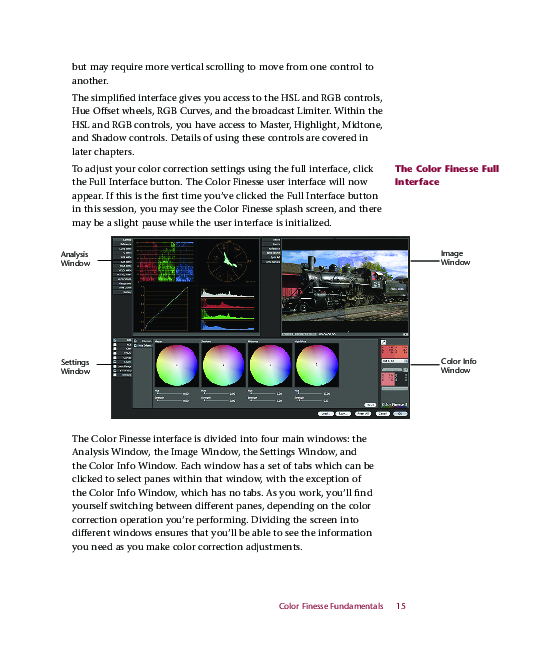 but may require more vertical scrolling to move from one control to
another.
The simplified interface gives you access to the HSL and RGB controls,
Hue Offset wheels, RGB Curves, and the broadcast Limiter. Within the
HSL and RGB controls, you have access to Master, Highlight, Midtone,
and Shadow controls. Details of using these controls are covered in
later chapters.
The Color Finesse Full
Interface
To adjust your color correction settings using the full interface, click
the Full Interface button. The Color Finesse user interface will now
appear. If this is the first time you’ve clicked the Full Interface button
in this session, you may see the Color Finesse splash screen, and there
may be a slight pause while the user interface is initialized.
Analysis
Window
Image
Window
Settings
Window
Color Info
Window
The Color Finesse interface is divided into four main windows: the
Analysis Window, the Image Window, the Settings Window, and
the Color Info Window. Each window has a set of tabs which can be
clicked to select panes within that window, with the exception of
the Color Info Window, which has no tabs. As you work, you’ll find
yourself switching between different panes, depending on the color
correction operation you’re performing. Dividing the screen into
different windows ensures that you’ll be able to see the information
you need as you make color correction adjustments.
Color Finesse Fundamentals 15